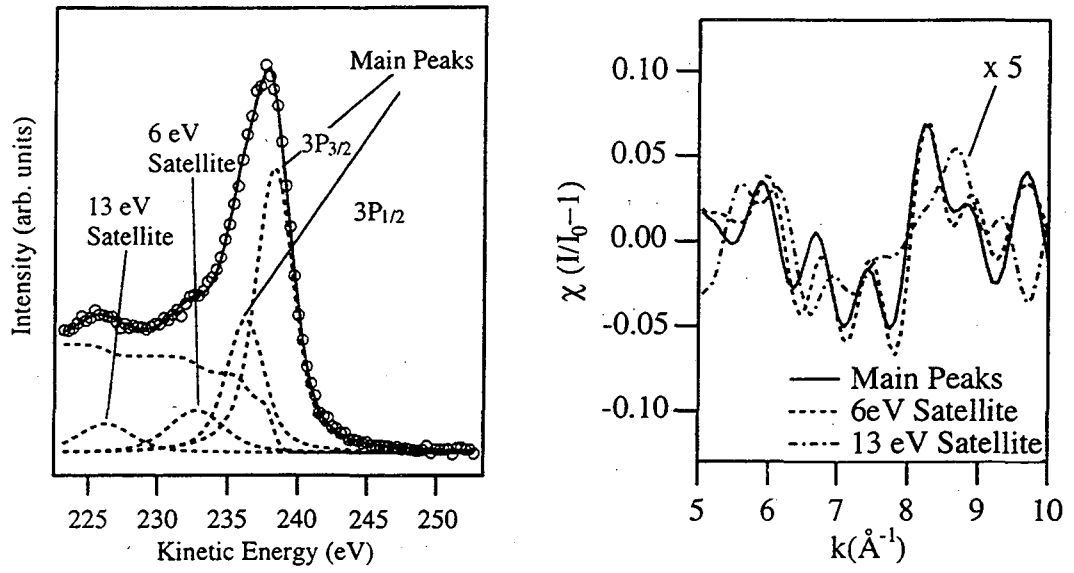 Main Peaks
6 eV
Satellite
3P3/2
13 eV
Satellite
3P1/2
Intensity (arb. units)
225 230 235 240 245 250
Kinetic Energy (eV)
x 5
0.10
0.05
0.00
-0.05
-0.10
χ (I/I0–1)
Main Peaks
6eV Satellite
13 eV Satellite
5 6 7 8 9 10
k(Å-1)